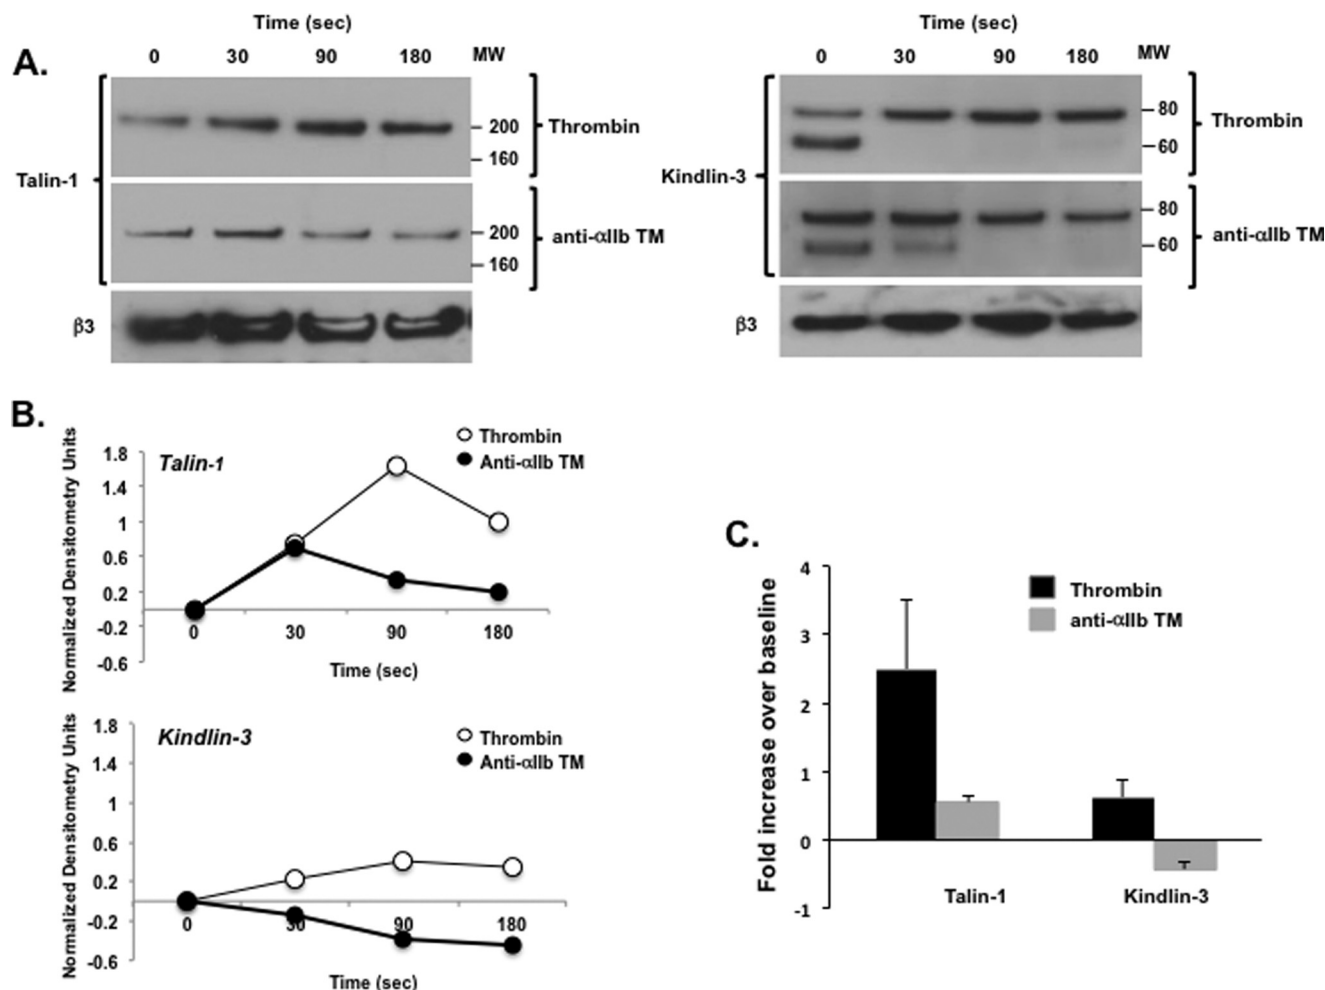 A.
Time (sec)
0 30 90 180 MW
Talin-1
200
160
Thrombin
200
160
anti-αIIb TM
β3
Time (sec)
0 30 90 180 MW
Kindlin-3
80
60
Thrombin
80
60
anti-αIIb TM
β3
B.
Normalized Densitometry Units
Talin-1
Thrombin
Anti-αIIb TM
1.8
1.4
1
0.6
0.2
-0.2
-0.6
0 30 90 180
Time (sec)
Normalized Densitometry Units
Kindlin-3
Thrombin
Anti-αIIb TM
1.8
1.4
1
0.6
0.2
-0.2
-0.6
0 30 90 180
Time (sec)
C.
Fold increase over baseline
4
3
2
1
0
-1
Thrombin
anti-αIIb TM
Talin-1 Kindlin-3